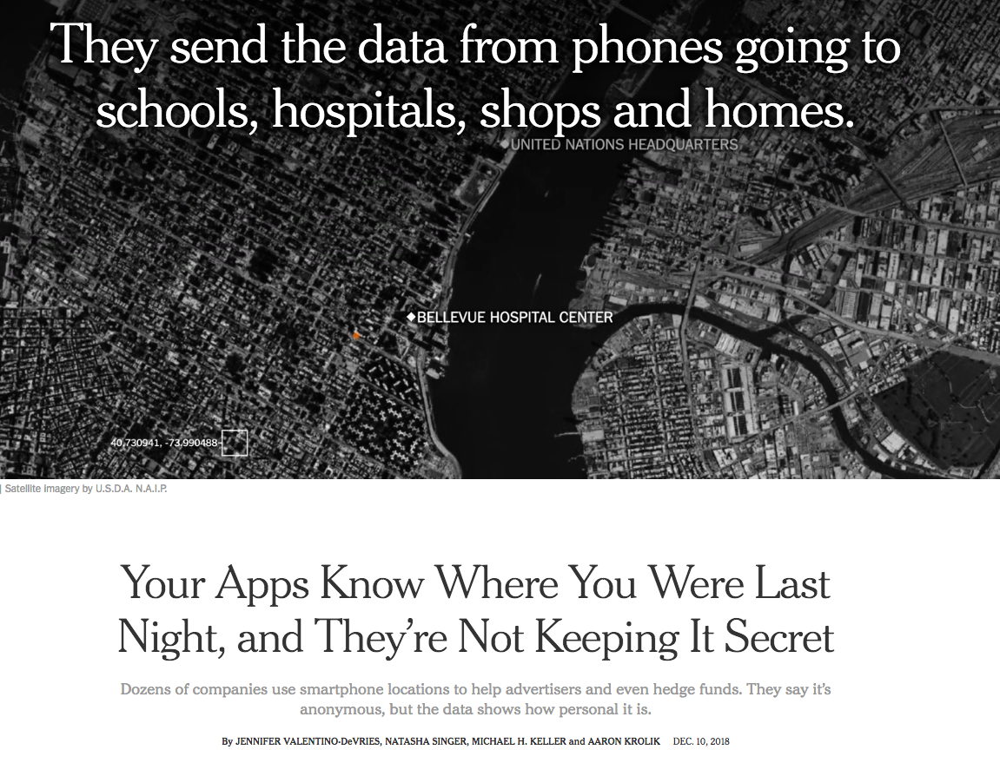 They send the data from phones going to
schools, hospitals, shops and homes.
UNITED NATIONS HEADQUARTERS
BELLEVUE HOSPITAL CENTER
40.730941, -73.990488
| Satellite imagery by U.S.D.A. N.A.I.P.
Your Apps Know Where You Were Last
Night, and They’re Not Keeping It Secret
Dozens of companies use smartphone locations to help advertisers and even hedge funds. They say it’s
anonymous, but the data shows how personal it is.
By JENNIFER VALENTINO-DeVRIES, NATASHA SINGER, MICHAEL H. KELLER and AARON KROLIK DEC. 10, 2018